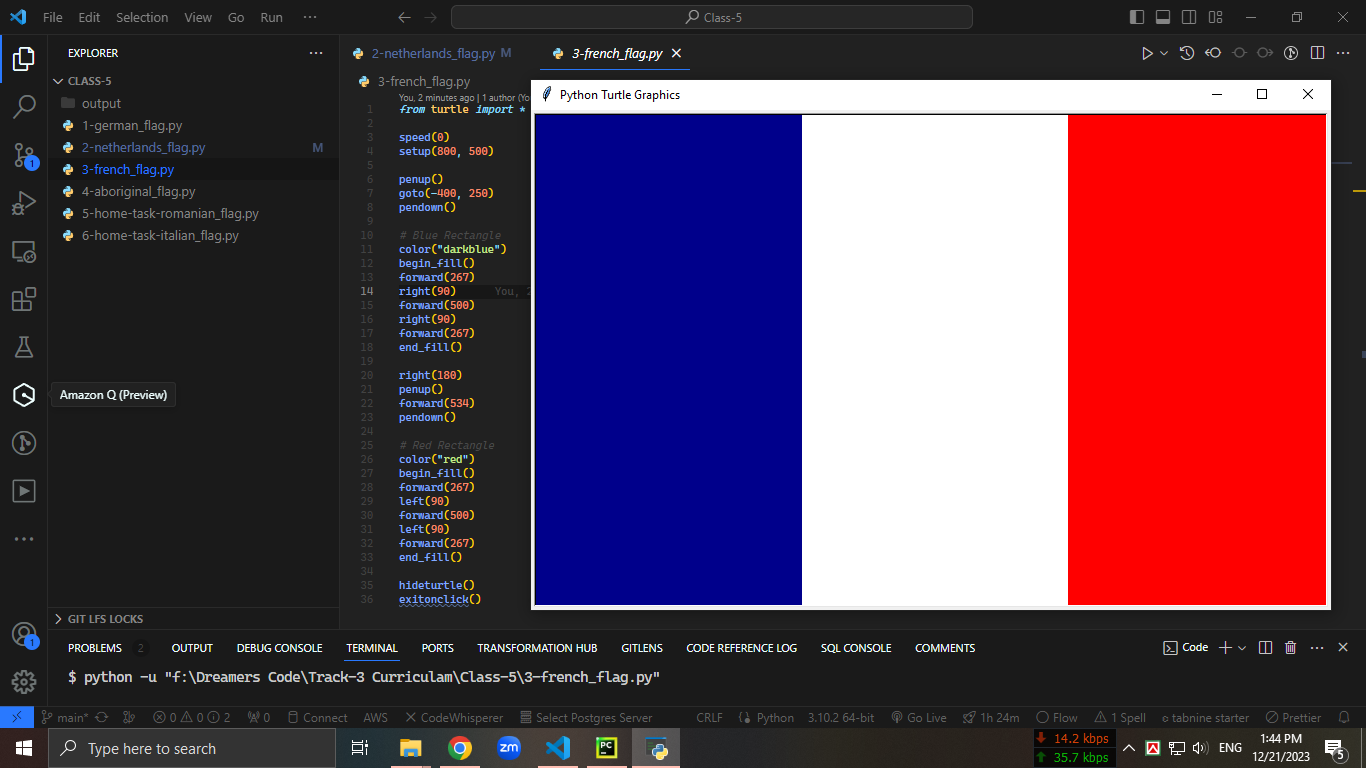 File Edit Selection View Go Run ··· Class-5
EXPLORER
CLASS-5
output
1-german_flag.py
2-netherlands_flag.py M
3-french_flag.py
4-aboriginal_flag.py
5-home-task-romanian_flag.py
6-home-task-italian_flag.py
Amazon Q (Preview)
GIT LFS LOCKS
2-netherlands_flag.py M 3-french_flag.py
3-french_flag.py
You, 2 minutes ago | 1 author (Yo
1 from turtle import *
2
3 speed(0)
4 setup(800, 500)
5
6 penup()
7 goto(-400, 250)
8 pendown()
9
10 # Blue Rectangle
11 color("darkblue")
12 begin_fill()
13 forward(267)
14 right(90) You, 2
15 forward(500)
16 right(90)
17 forward(267)
18 end_fill()
19
20 right(180)
21 penup()
22 forward(534)
23 pendown()
24
25 # Red Rectangle
26 color("red")
27 begin_fill()
28 forward(267)
29 left(90)
30 forward(500)
31 left(90)
32 forward(267)
33 end_fill()
34
35 hideturtle()
36 exitonclick()
Python Turtle Graphics
PROBLEMS 2 OUTPUT DEBUG CONSOLE TERMINAL PORTS TRANSFORMATION HUB GITLENS CODE REFERENCE LOG SQL CONSOLE COMMENTS Code
$ python -u "f:\Dreamers Code\Track-3 Curriculam\Class-5\3-french_flag.py"
main* 0 0 2 0 Connect AWS CodeWhisperer Select Postgres Server CRLF Python 3.10.2 64-bit Go Live 1h 24m Flow 1 Spell tabnine starter Prettier
Type here to search zm PC 14.2 kbps ENG 1:44 PM
35.7 kbps 12/21/2023 5
1
1